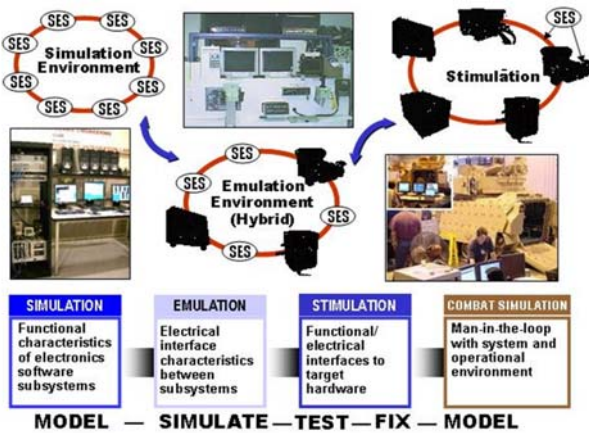 SES
SES
SES
SES
SES
SES
SES
SES
Simulation
Environment
SES
Stimulation
SES
SES
SES
SES
Emulation
Environment
(Hybrid)
SIMULATION
Functional
characteristics
of electronics
software
subsystems
EMULATION
Electrical
interface
characteristics
between
subsystems
STIMULATION
Functional/
electrical
interfaces to
target
hardware
COMBAT SIMULATION
Man-in-the-loop
with system and
operational
environment
MODEL — SIMULATE — TEST — FIX — MODEL